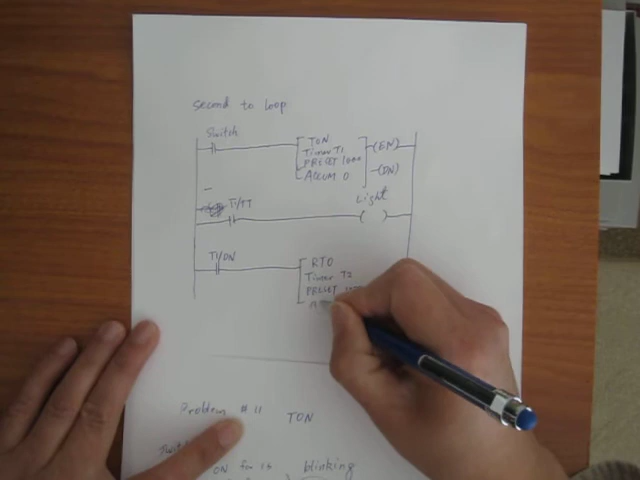 Second to loop
Switch
TON
Timer T1
PRESET 1000
ACCUM 0
(EN)
(DN)
T1/TT
Light
T1/DN
RTO
Timer T2
PRESET
Problem # 11 TON
ON for 1s blinking